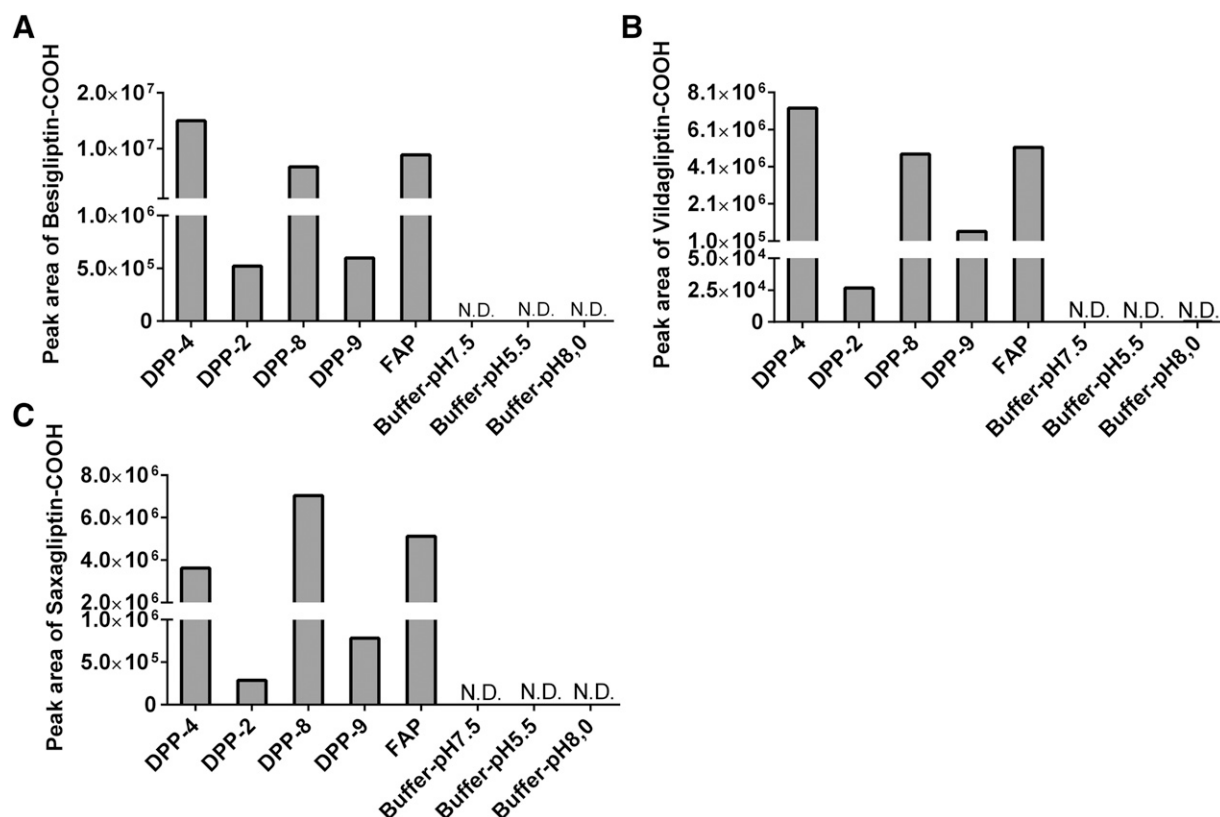 A
Peak area of Besigliptin-COOH
2.0×10⁷
1.0×10⁷
1.0×10⁶
5.0×10⁵
0
N.D.
N.D.
N.D.
DPP-4
DPP-2
DPP-8
DPP-9
FAP
Buffer-pH7.5
Buffer-pH5.5
Buffer-pH8,0
B
Peak area of Vildagliptin-COOH
8.1×10⁶
6.1×10⁶
4.1×10⁶
2.1×10⁶
1.0×10⁵
5.0×10⁴
2.5×10⁴
0
N.D.
N.D.
N.D.
DPP-4
DPP-2
DPP-8
DPP-9
FAP
Buffer-pH7.5
Buffer-pH5.5
Buffer-pH8,0
C
Peak area of Saxagliptin-COOH
8.0×10⁶
6.0×10⁶
4.0×10⁶
2.0×10⁶
1.0×10⁶
5.0×10⁵
0
N.D.
N.D.
N.D.
DPP-4
DPP-2
DPP-8
DPP-9
FAP
Buffer-pH7.5
Buffer-pH5.5
Buffer-pH8,0